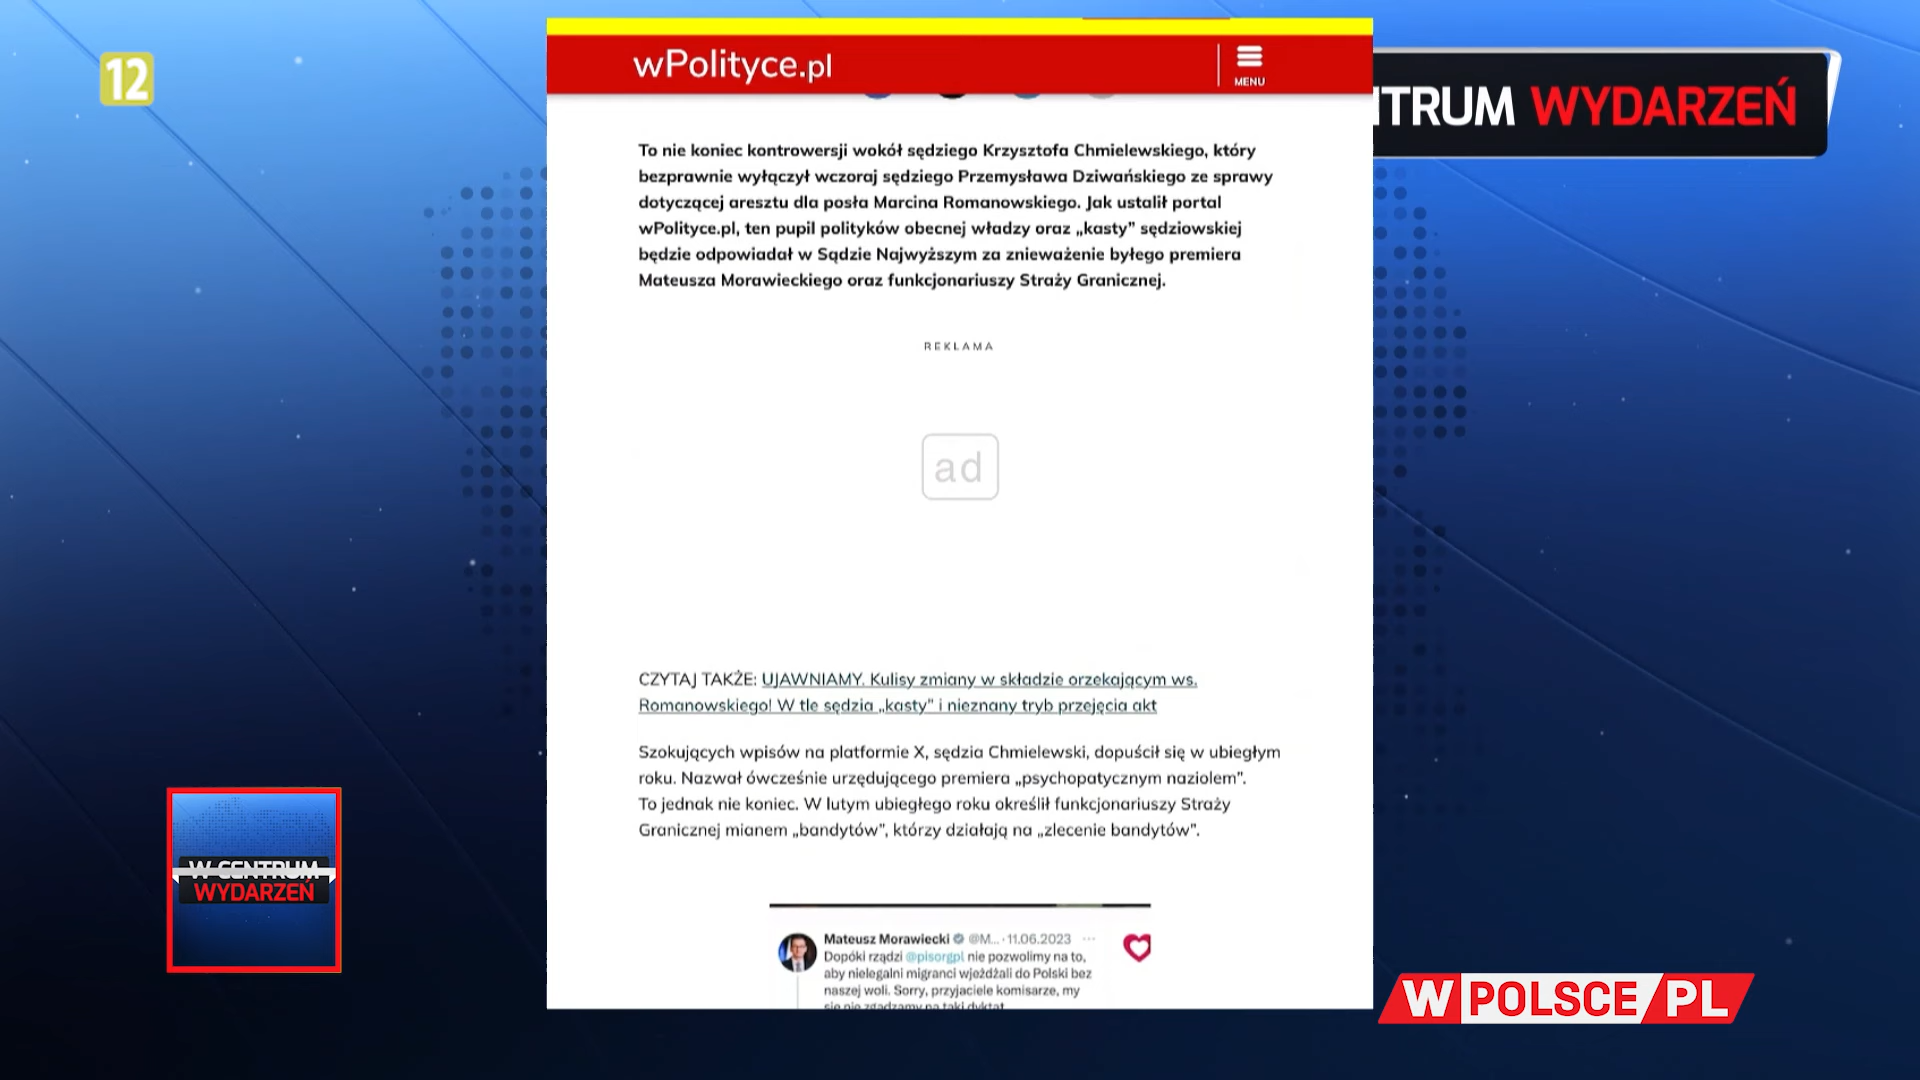 12
wPolityce.pl
MENU
TRUM WYDARZEŃ
To nie koniec kontrowersji wokół sędziego Krzysztofa Chmielewskiego, który
bezprawnie wyłączył wczoraj sędziego Przemysława Dziwańskiego ze sprawy
dotyczącej aresztu dla posła Marcina Romanowskiego. Jak ustalił portal
wPolityce.pl, ten pupil polityków obecnej władzy oraz „kasty” sędziowskiej
będzie odpowiadał w Sądzie Najwyższym za znieważenie byłego premiera
Mateusza Morawieckiego oraz funkcjonariuszy Straży Granicznej.
REKLAMA
ad
CZYTAJ TAKŻE: UJAWNIAMY. Kulisy zmiany w składzie orzekającym ws.
Romanowskiego! W tle sędzia „kasty” i nieznany tryb przejęcia akt
Szokujących wpisów na platformie X, sędzia Chmielewski, dopuścił się w ubiegłym
roku. Nazwał ówcześnie urzędującego premiera „psychopatycznym naziolem”.
To jednak nie koniec. W lutym ubiegłego roku określił funkcjonariuszy Straży
Granicznej mianem „bandytów”, którzy działają na „zlecenie bandytów”.
W CENTRUM
WYDARZEŃ
Mateusz Morawiecki @M... · 11.06.2023 ...
Dopóki rządzi @pisorgpl nie pozwolimy na to,
aby nielegalni migranci wjeżdżali do Polski bez
naszej woli. Sorry, przyjaciele komisarze, my
się nie zgadzamy na taki dyktat
W POLSCE PL